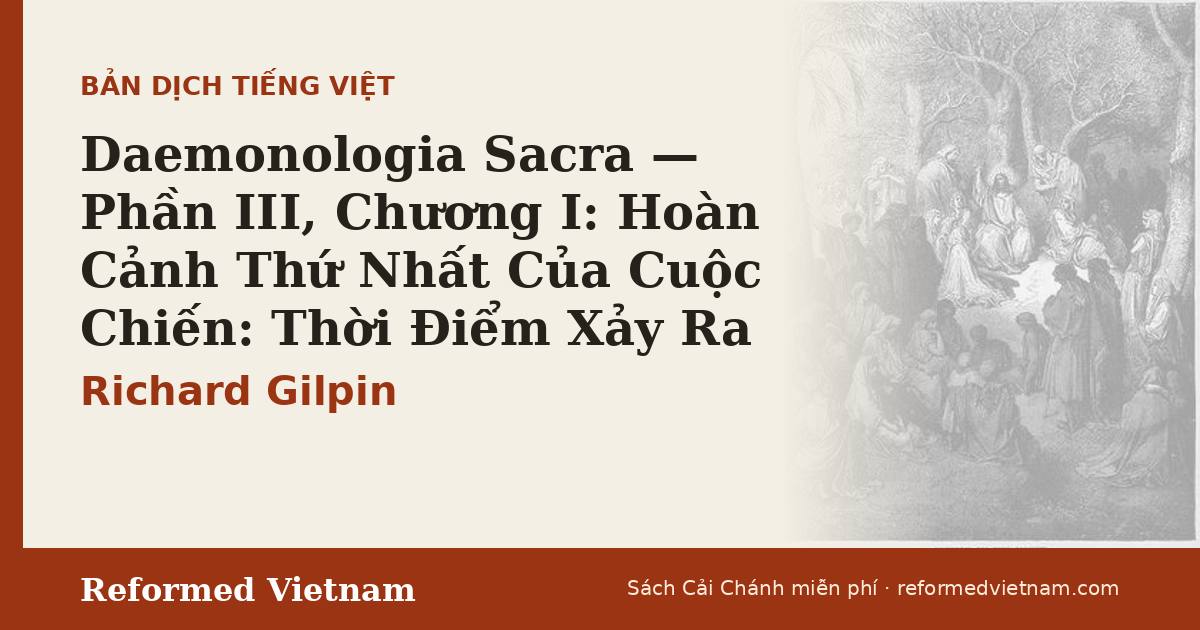 BẢN DỊCH TIẾNG VIỆT
Daemonologia Sacra —
Phần III, Chương I: Hoàn
Cảnh Thứ Nhất Của Cuộc
Chiến: Thời Điểm Xảy Ra
Richard Gilpin
Reformed Vietnam
Sách Cải Chánh miễn phí · reformedvietnam.com